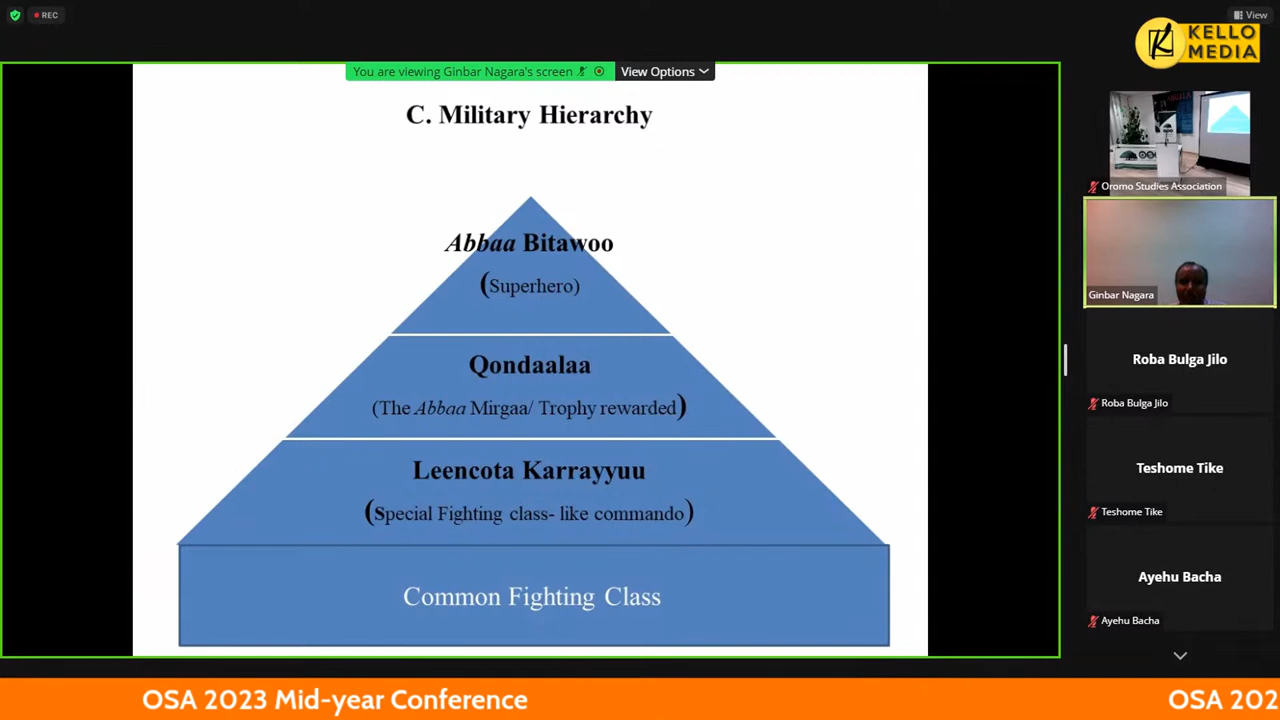 REC
View
KELLO
MEDIA
You are viewing Ginbar Nagara's screen
View Options
C. Military Hierarchy
Abbaa Bitawoo
(Superhero)
Qondaalaa
(The Abbaa Mirgaa/ Trophy rewarded)
Leencota Karrayyuu
(Special Fighting class- like commando)
Common Fighting Class
Oromo Studies Association
Ginbar Nagara
Roba Bulga Jilo
Roba Bulga Jilo
Teshome Tike
Teshome Tike
Ayehu Bacha
Ayehu Bacha
OSA 2023 Mid-year Conference
OSA 202